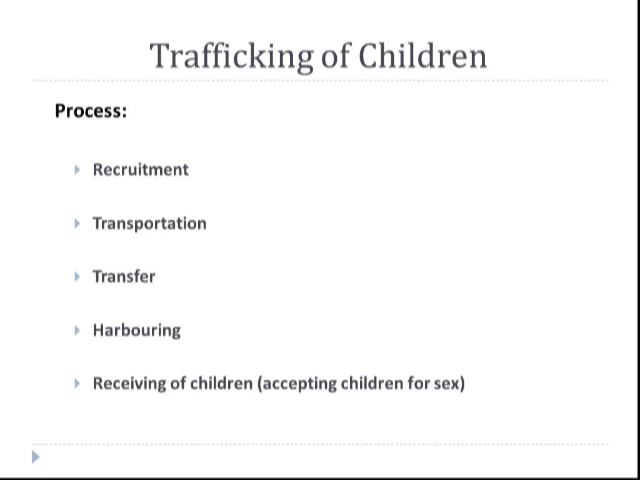 Trafficking of Children
Process:
Recruitment
Transportation
Transfer
Harbouring
Receiving of children (accepting children for sex)